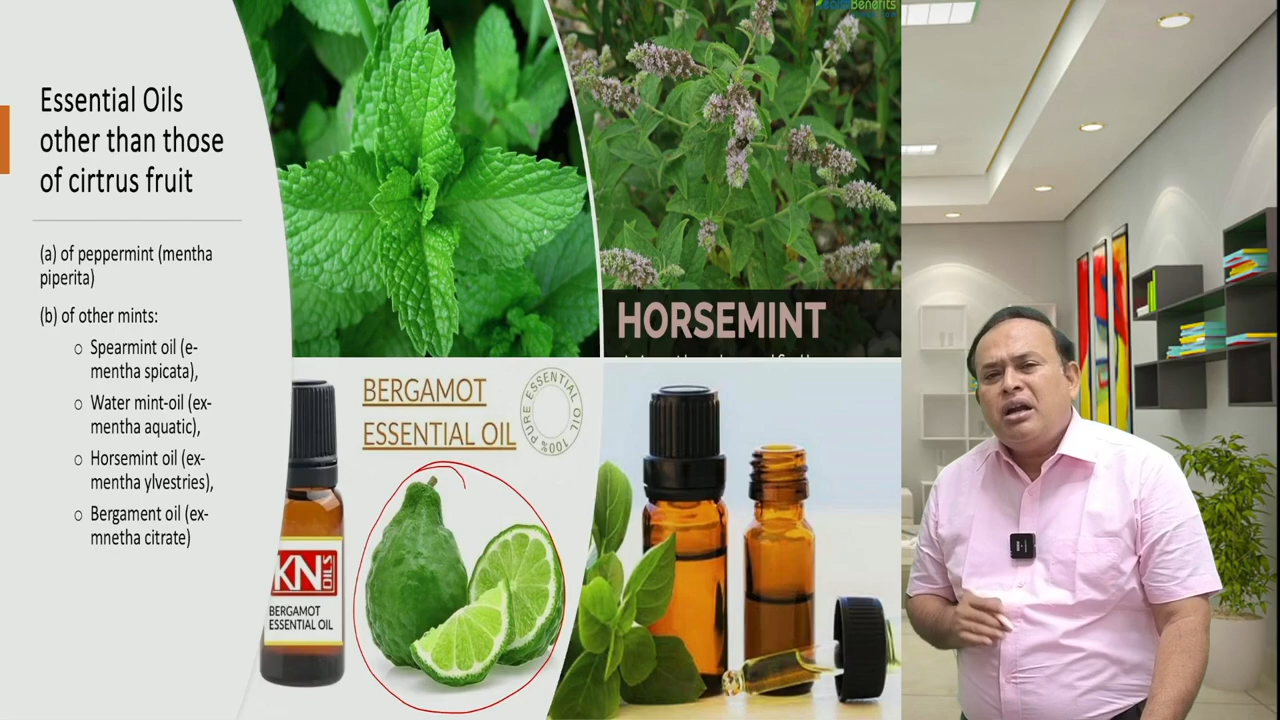 Essential Oils
other than those
of cirtrus fruit
(a) of peppermint (mentha
piperita)
(b) of other mints:
○ Spearmint oil (e-
mentha spicata),
○ Water mint-oil (ex-
mentha aquatic),
○ Horsemint oil (ex-
mentha ylvestries),
○ Bergament oil (ex-
mnetha citrate)
Benefits
HORSEMINT
BERGAMOT
ESSENTIAL OIL
100% PURE ESSENTIAL OIL
KN
OILS
BERGAMOT
ESSENTIAL OIL